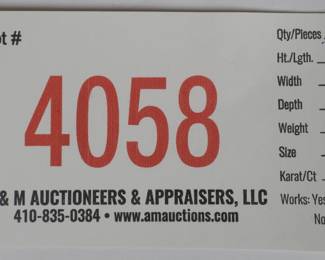 ot #
4058
& M AUCTIONEERS & APPRAISERS, LLC
410-835-0384 • www.amauctions.com
Qty/Pieces
Ht./Lgth.
Width
Depth
Weight
Size
Karat/Ct
Works: Yes
No